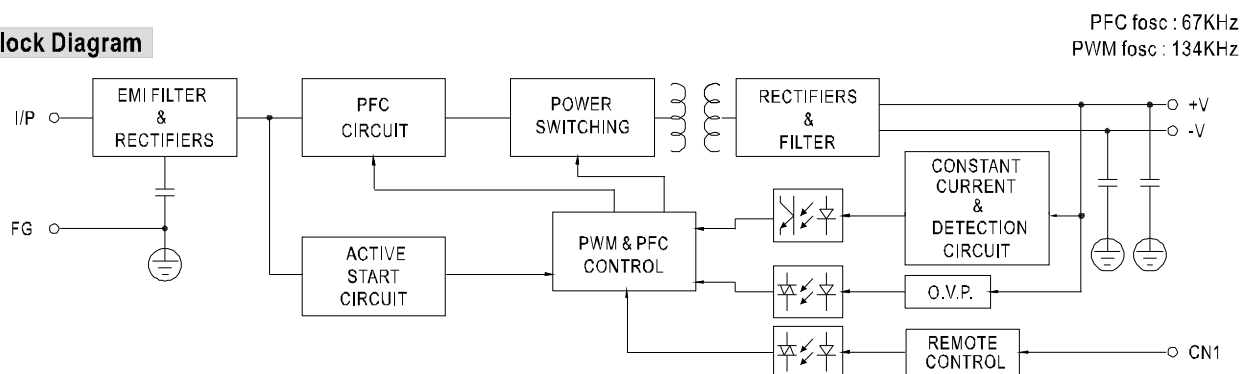 PFC fosc : 67KHz
PWM fosc : 134KHz
lock Diagram
I/P
EMI FILTER
&
RECTIFIERS
PFC
CIRCUIT
POWER
SWITCHING
RECTIFIERS
&
FILTER
+V
-V
FG
ACTIVE
START
CIRCUIT
PWM & PFC
CONTROL
CONSTANT
CURRENT
&
DETECTION
CIRCUIT
O.V.P.
REMOTE
CONTROL
CN1